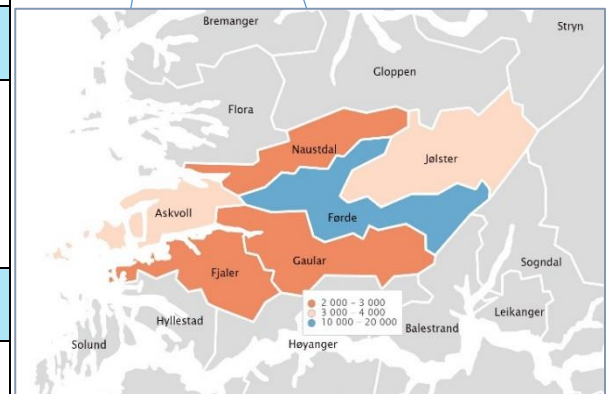 Bremanger
Stryn
Gloppen
Flora
Naustdal
Jølster
Askvoll
Førde
Gaular
Sogndal
Fjaler
2 000 – 3 000
3 000 – 4 000
10 000 – 20 000
Leikanger
Hyllestad
Balestrand
Solund
Høyanger